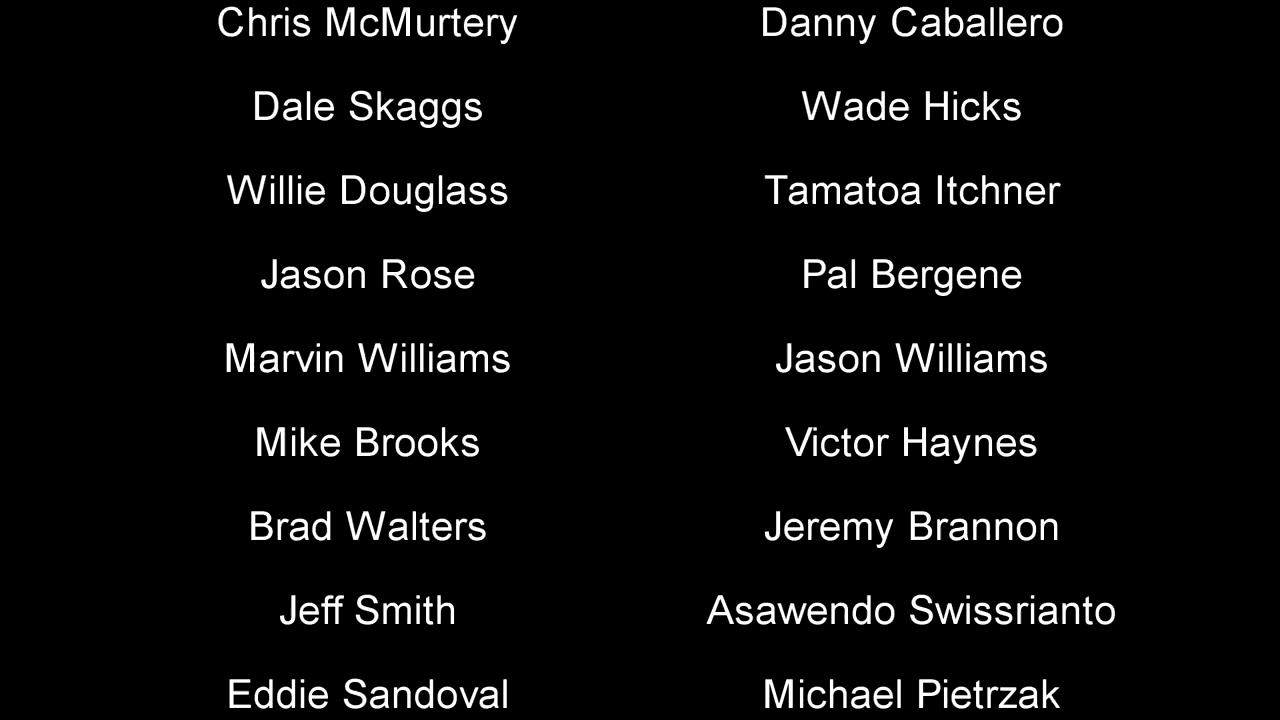 Chris McMurtery Danny Caballero
Dale Skaggs Wade Hicks
Willie Douglass Tamatoa Itchner
Jason Rose Pal Bergene
Marvin Williams Jason Williams
Mike Brooks Victor Haynes
Brad Walters Jeremy Brannon
Jeff Smith Asawendo Swissrianto
Eddie Sandoval Michael Pietrzak